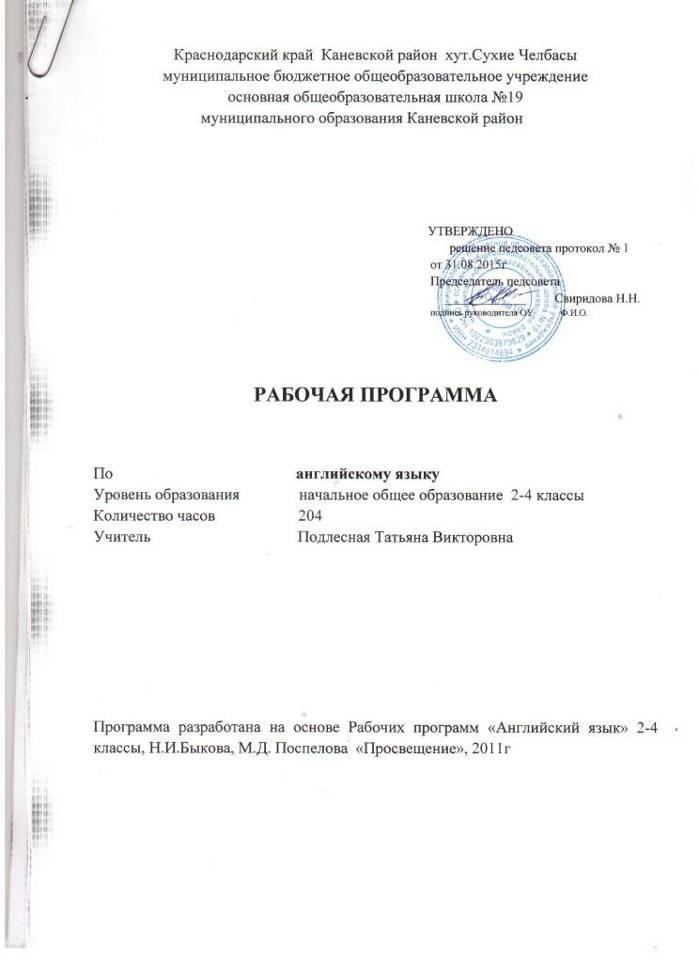 Краснодарский край Каневской район хут.Сухие Челбасы
муниципальное бюджетное общеобразовательное учреждение
основная общеобразовательная школа №19
муниципального образования Каневской район
УТВЕРЖДЕНО
решение педсовета протокол № 1
от 31.08.2015г
Председатель педсовета
Свиридова Н.Н.
подпись руководителя ОУ Ф.И.О.
РАБОЧАЯ ПРОГРАММА
По английскому языку
Уровень образования начальное общее образование 2-4 классы
Количество часов 204
Учитель Подлесная Татьяна Викторовна
Программа разработана на основе Рабочих программ «Английский язык» 2-4
классы, Н.И.Быкова, М.Д. Поспелова «Просвещение», 2011г